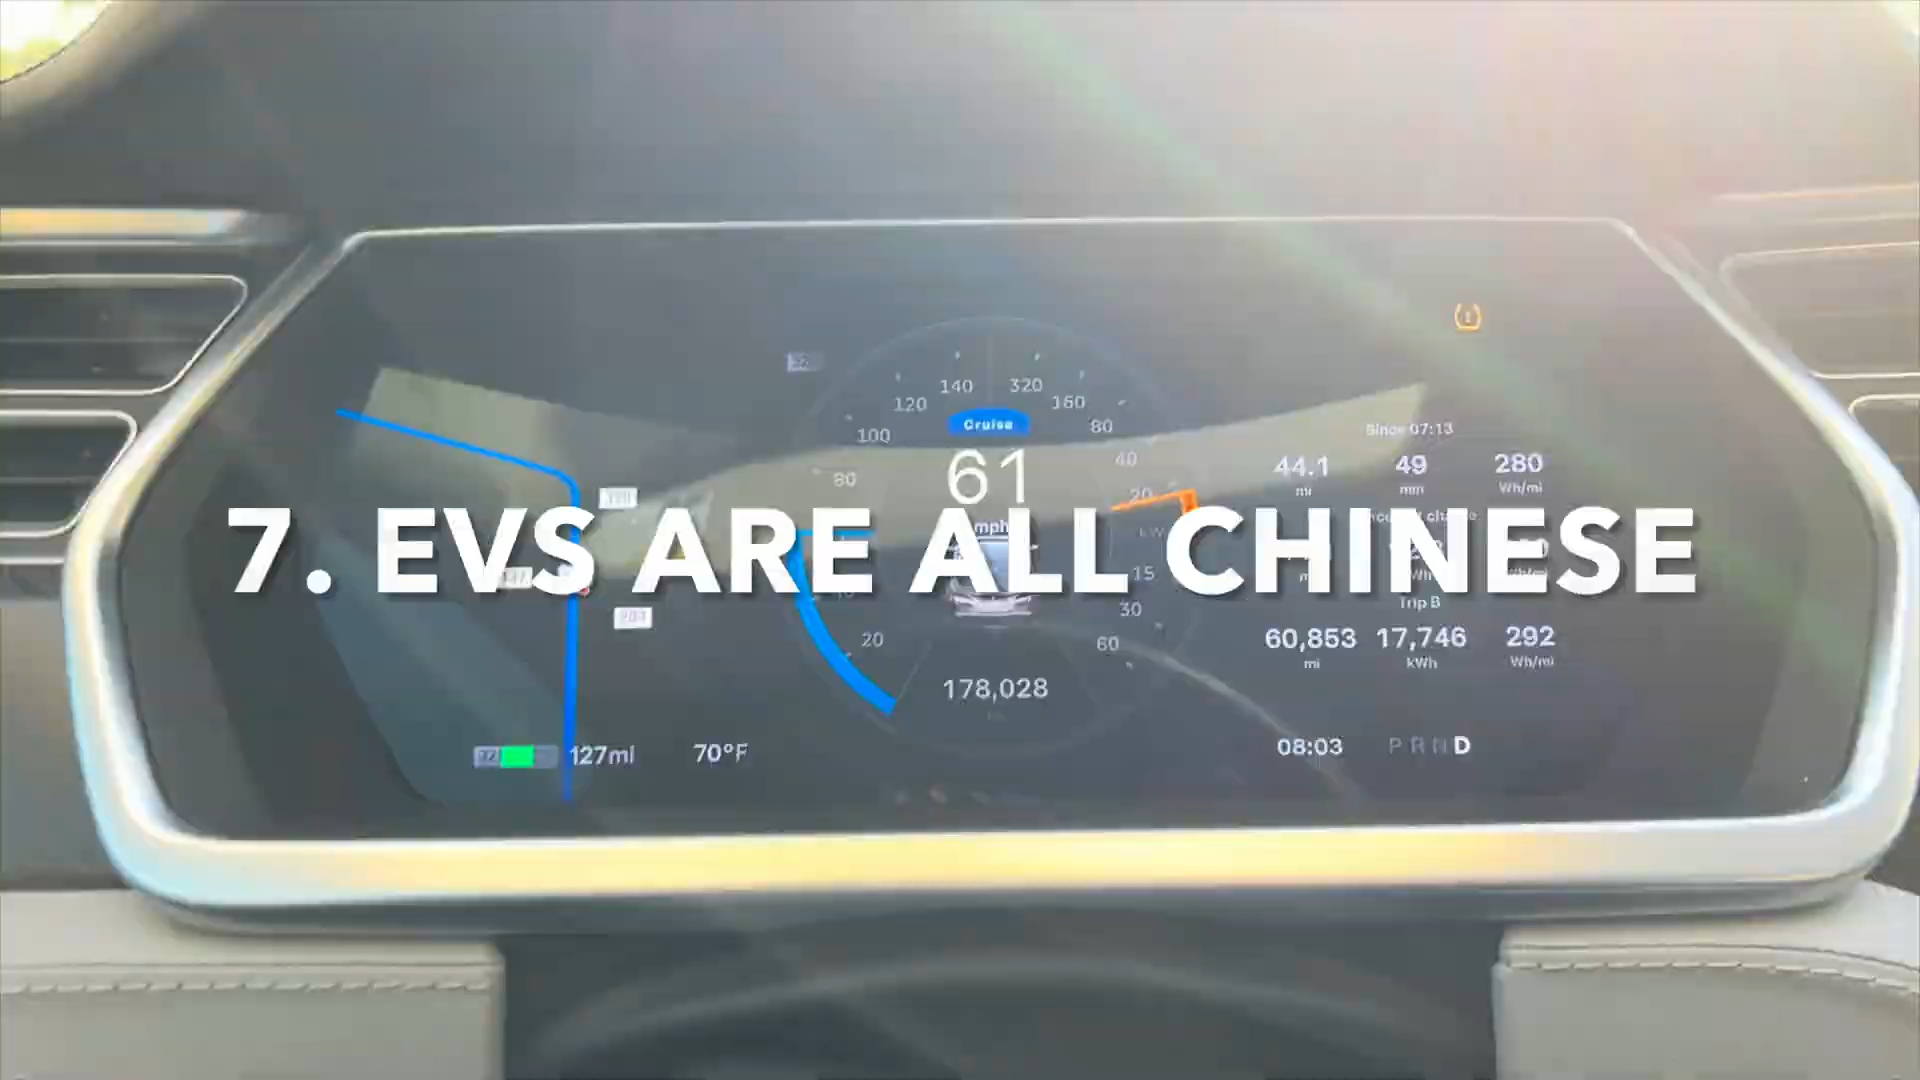 140 320
120 160
Cruise
100 80
Since 07:13
80 61 40
44.1 49 280
mi min Wh/mi
20
mph
7. EVS ARE ALL CHINESE
15
30
Trip B
20 60
60,853 17,746 292
mi kWh Wh/mi
178,028
127mi 70°F 08:03 P R N D